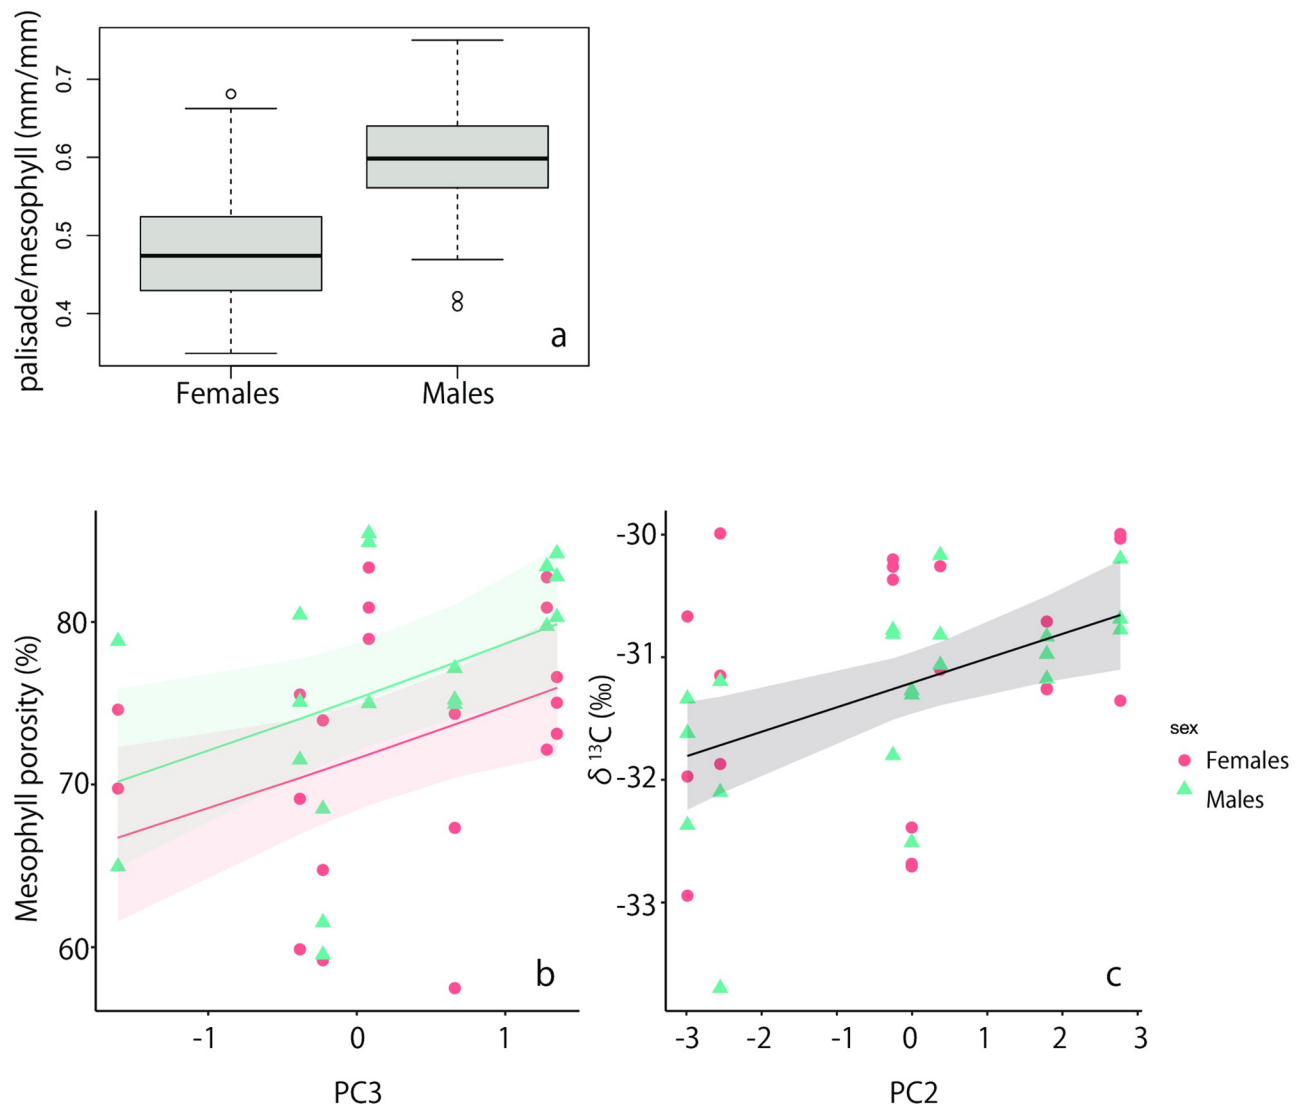 palisade/mesophyll (mm/mm)
0.7
0.6
0.5
0.4
a
Females
Males
Mesophyll porosity (%)
80
70
60
b
-1
0
1
PC3
δ ¹³C (‰)
-30
-31
-32
-33
c
-3
-2
-1
0
1
2
3
PC2
sex
Females
Males